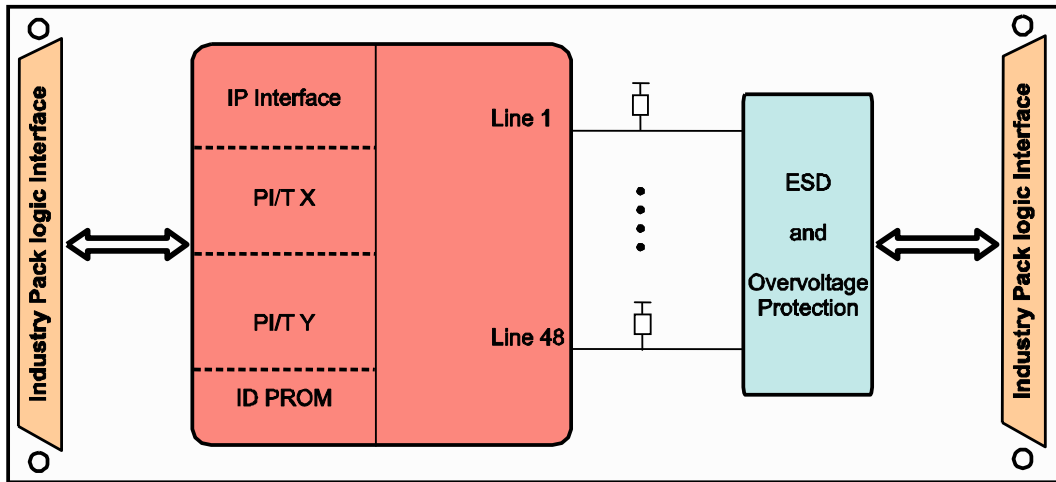 Industry Pack logic Interface
IP Interface
PI/T X
PI/T Y
ID PROM
Line 1
Line 48
ESD
and
Overvoltage
Protection
Industry Pack logic Interface